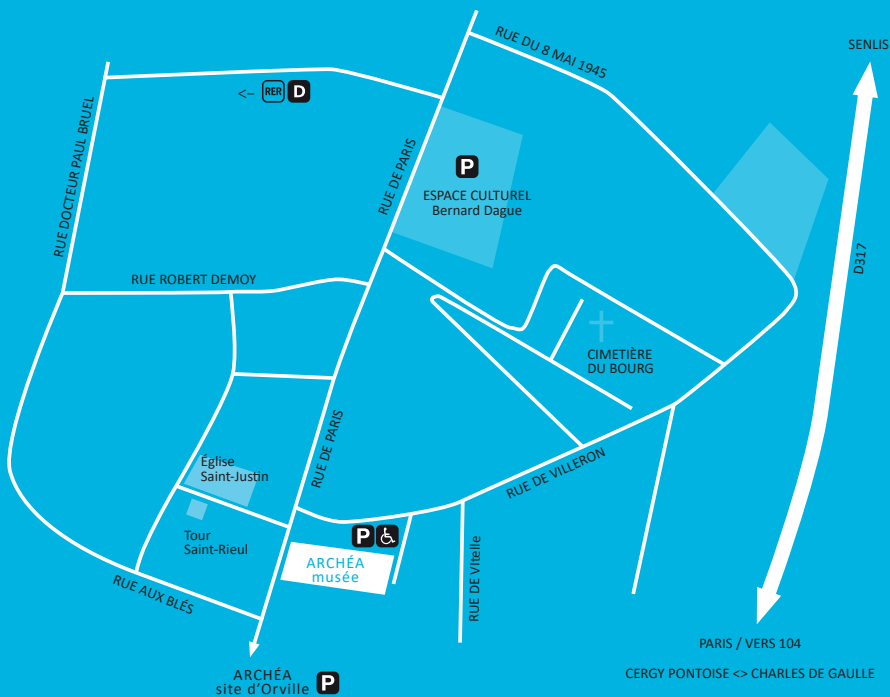 RUE DU 8 MAI 1945
SENLIS
<- RER D
RUE DOCTEUR PAUL BRUEL
RUE DE PARIS
P
ESPACE CULTUREL
Bernard Dague
D317
RUE ROBERT DEMOY
CIMETIÈRE
DU BOURG
RUE DE PARIS
Église
Saint-Justin
RUE DE VILLERON
Tour
Saint-Rieul
P
ARCHÉA
musée
RUE DE Vitelle
RUE AUX BLÉS
PARIS / VERS 104
CERGY PONTOISE <> CHARLES DE GAULLE
ARCHÉA
site d'Orville P